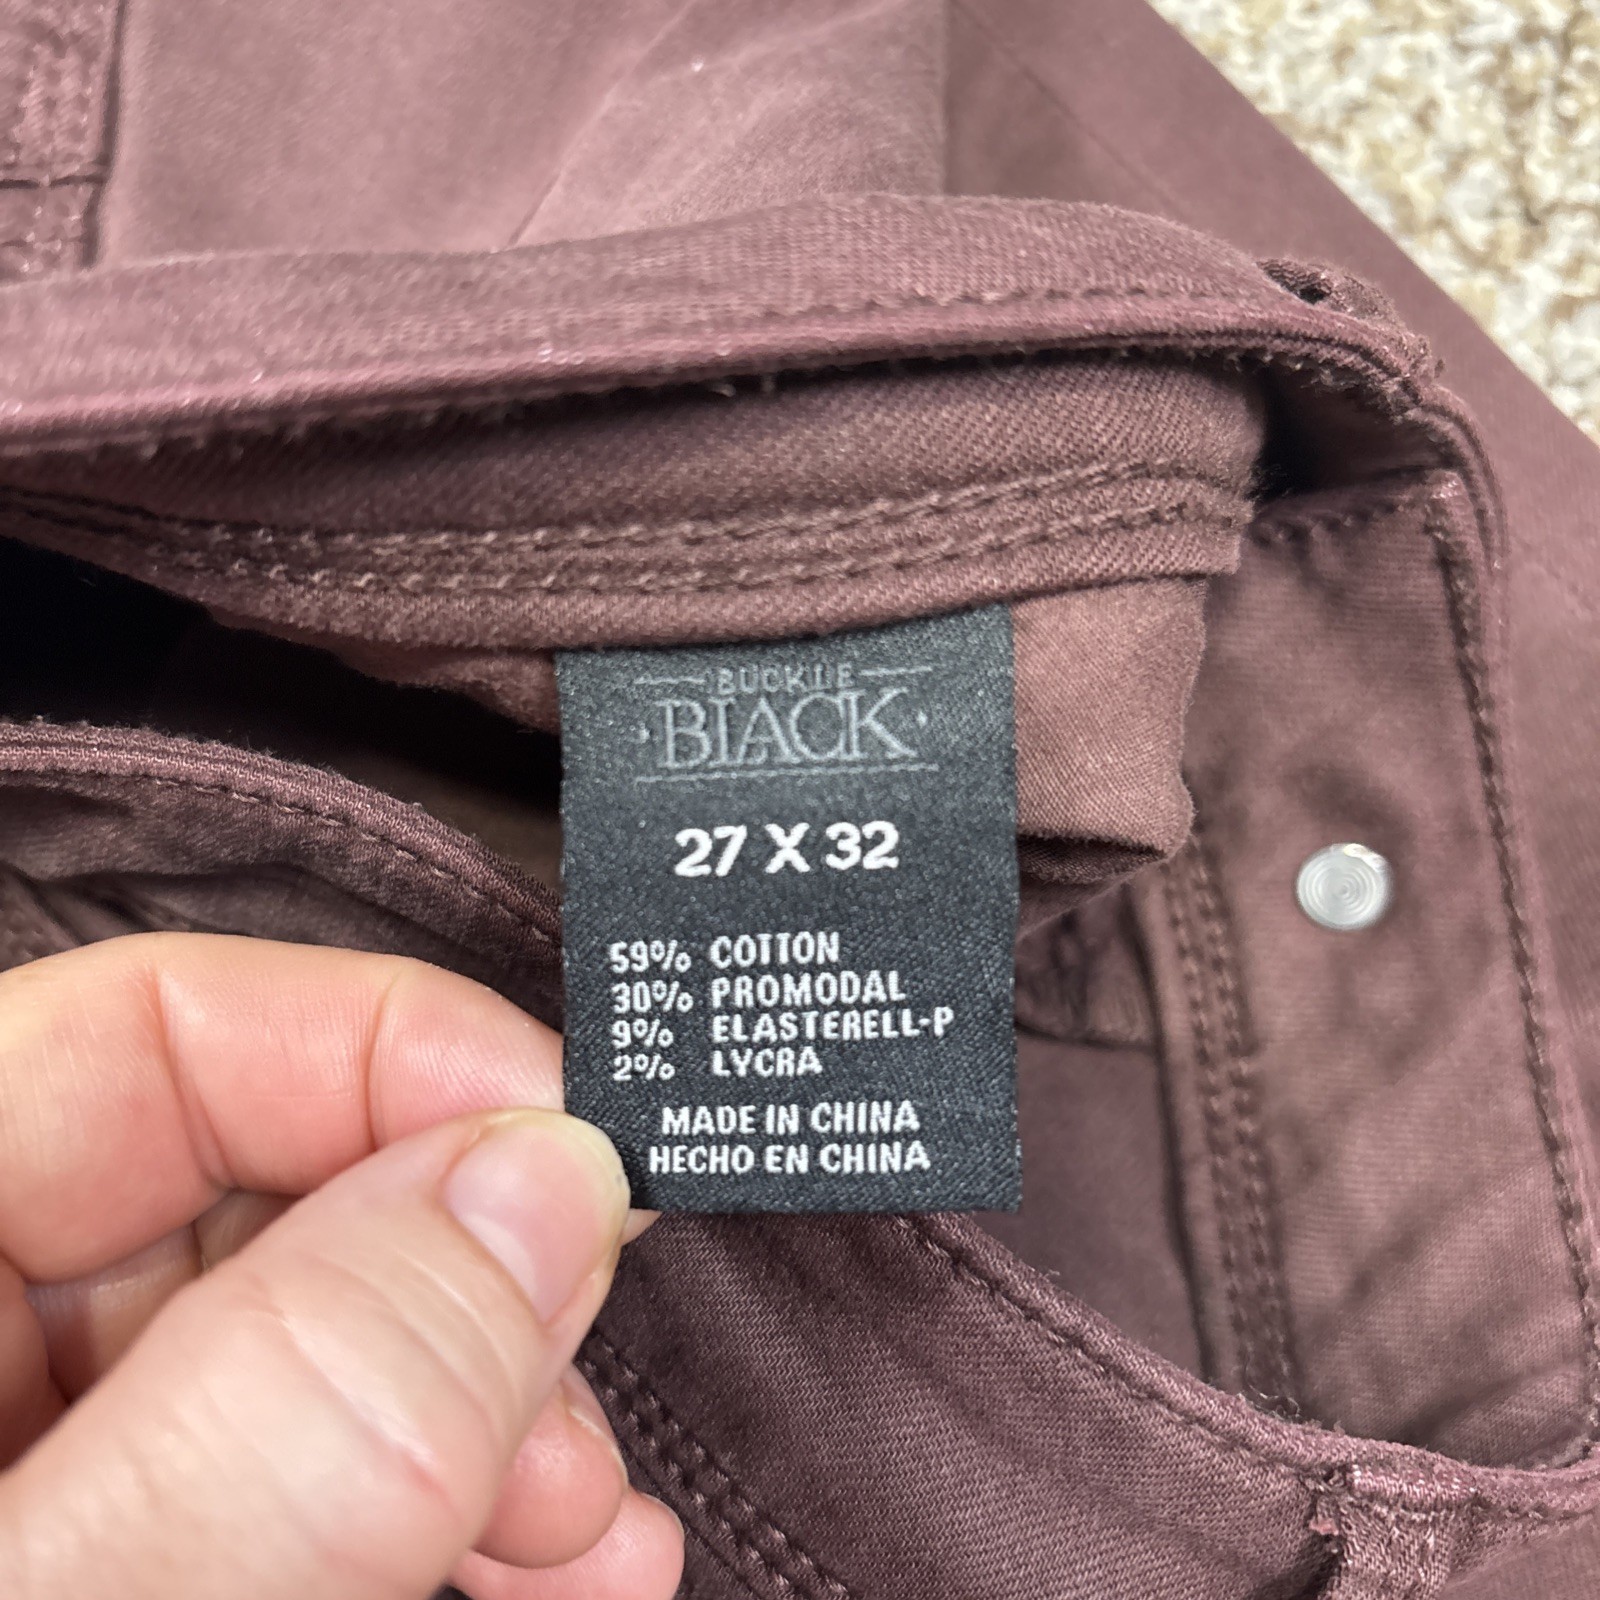 BUCKLE
BLACK
27 X 32
59% COTTON
30% PROMODAL
9% ELASTERELL-P
2% LYCRA
MADE IN CHINA
HECHO EN CHINA